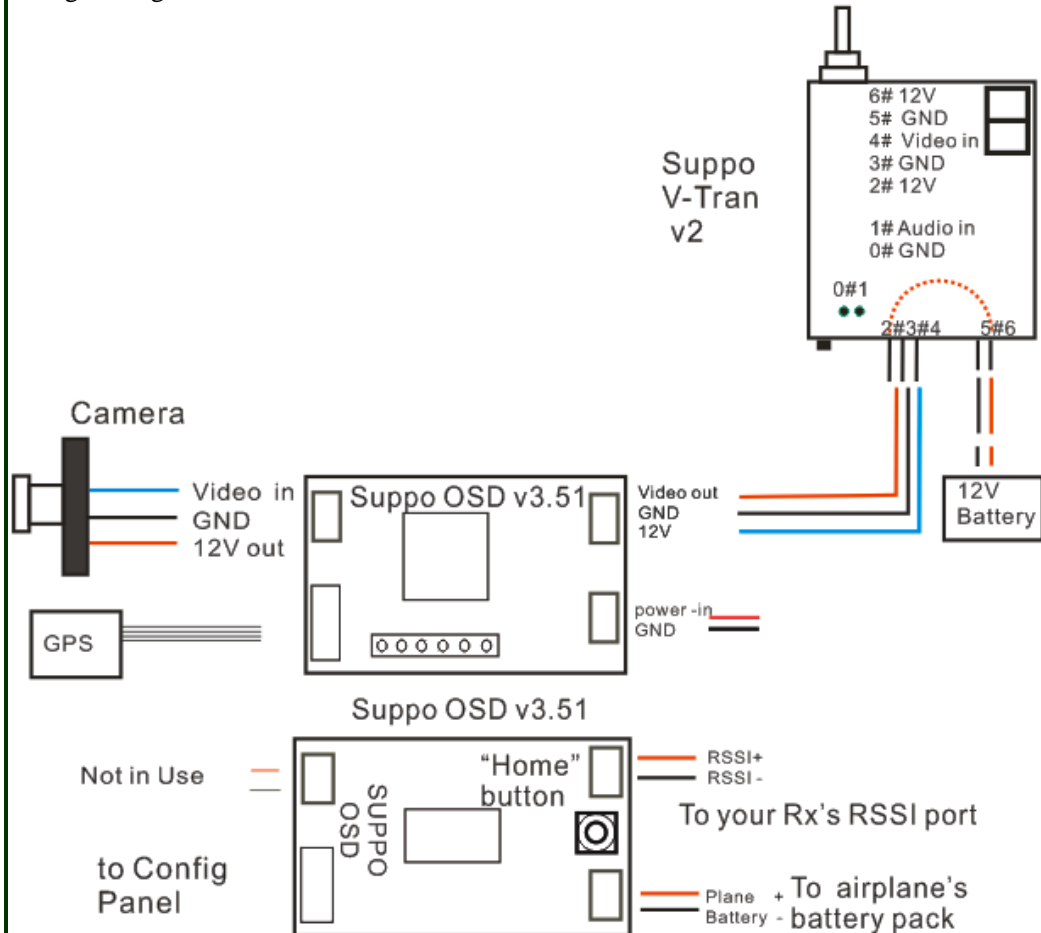 6# 12V
5# GND
4# Video in
3# GND
2# 12V
1# Audio in
0# GND
Suppo
V-Tran
v2
0#1
2#3#4
5#6
Camera
Video in
GND
12V out
Suppo OSD v3.51
Video out
GND
12V
12V
Battery
GPS
power -in
GND
Suppo OSD v3.51
Not in Use
SUPPO
OSD
"Home"
button
RSSI+
RSSI -
To your Rx's RSSI port
to Config
Panel
Plane +
Battery -
To airplane's
battery pack